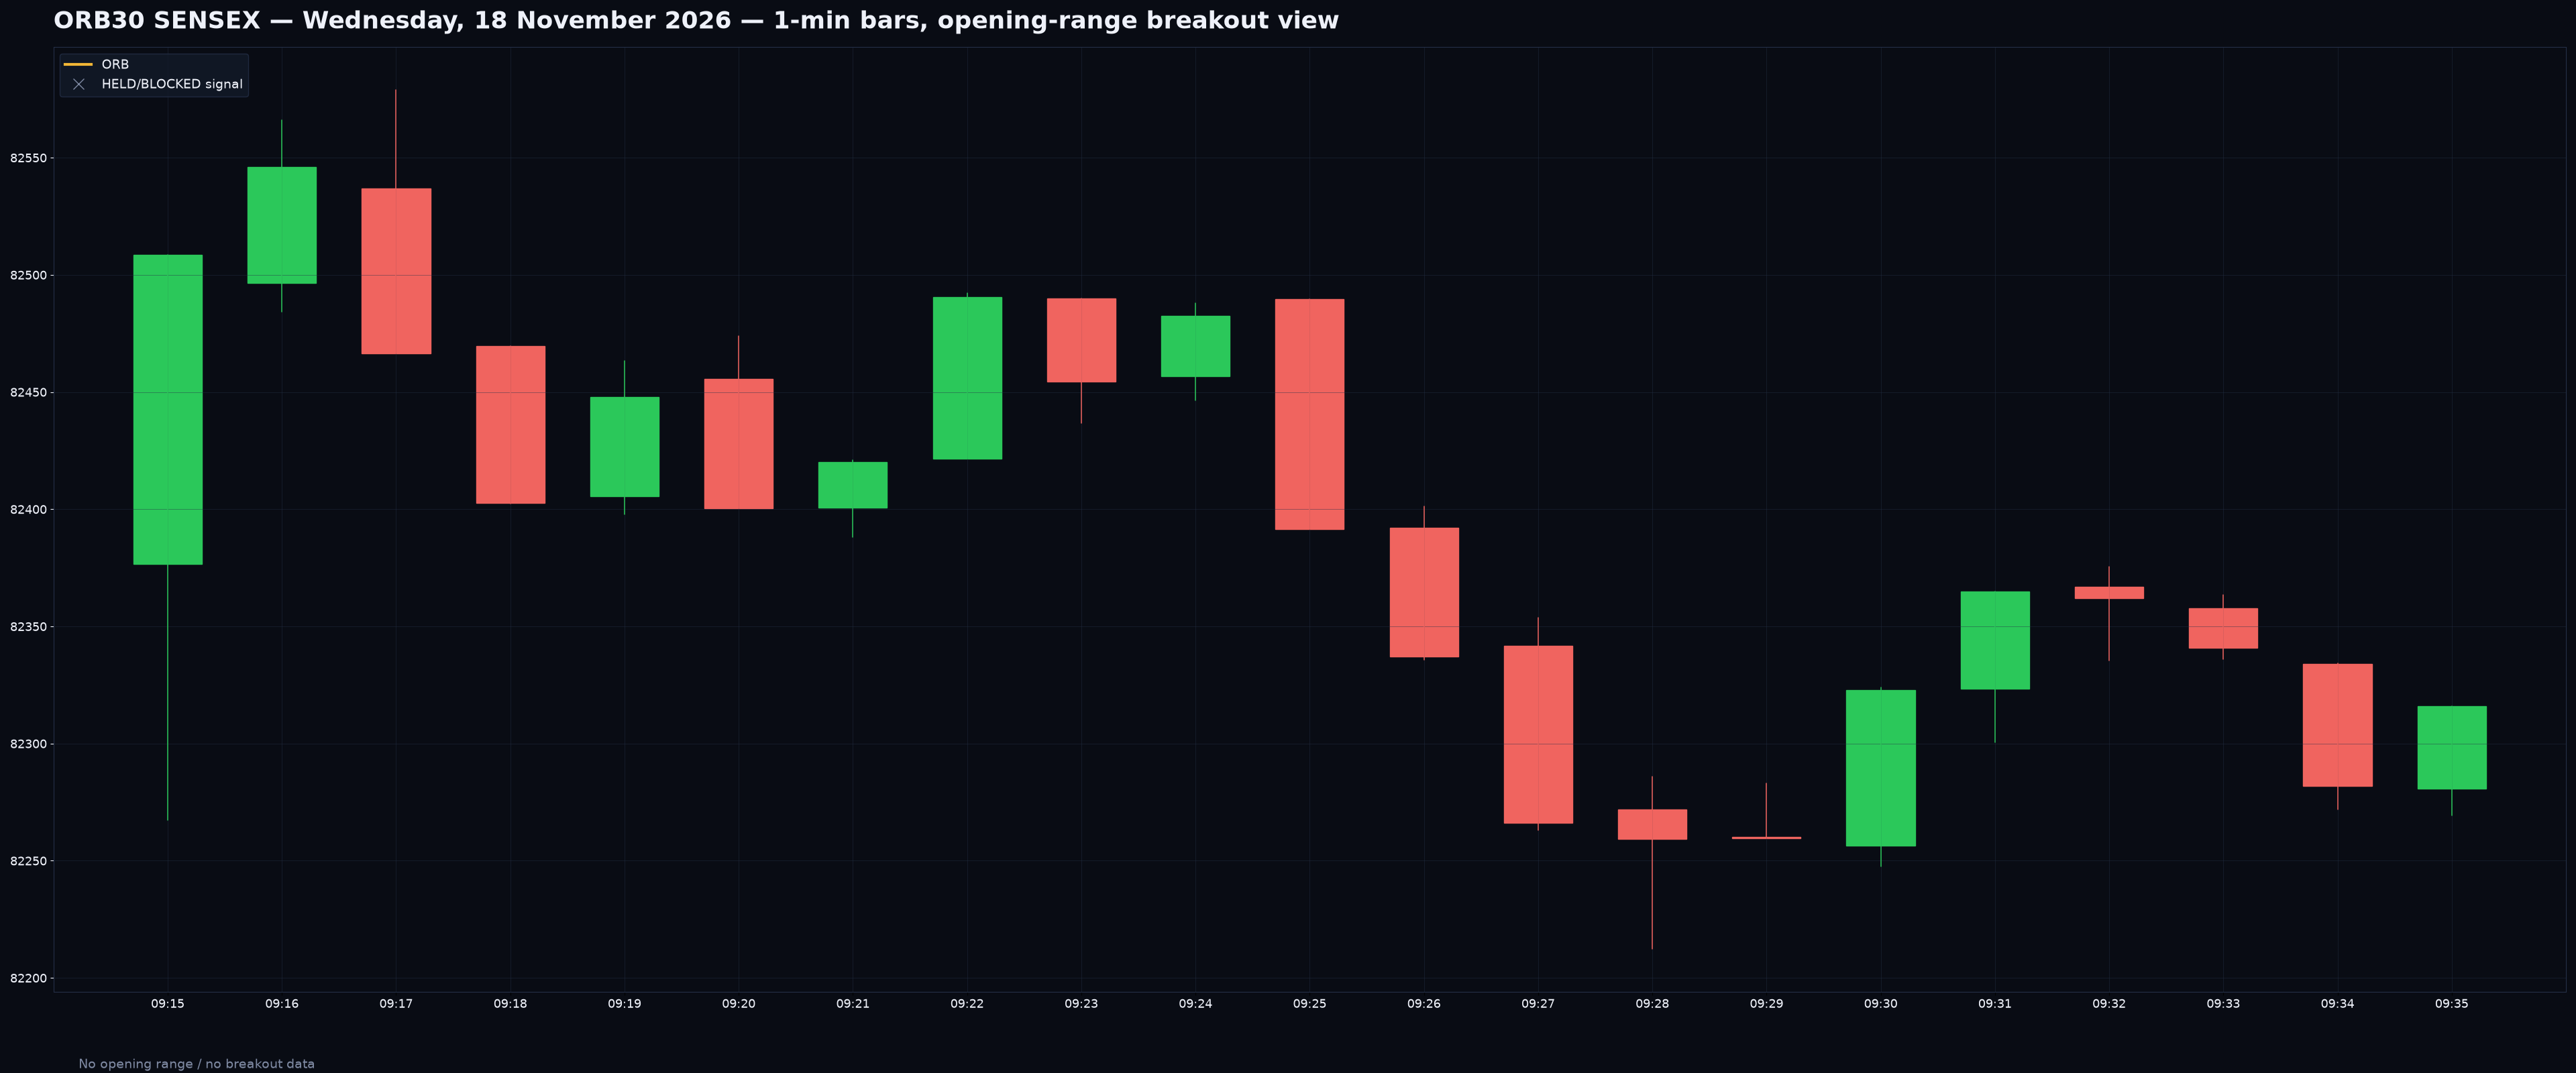 ORB30 SENSEX — Wednesday, 18 November 2026 — 1-min bars, opening-range breakout view
ORB
HELD/BLOCKED signal
82550
82500
82450
82400
82350
82300
82250
82200
09:15 09:16 09:17 09:18 09:19 09:20 09:21 09:22 09:23 09:24 09:25 09:26 09:27 09:28 09:29 09:30 09:31 09:32 09:33 09:34 09:35
No opening range / no breakout data